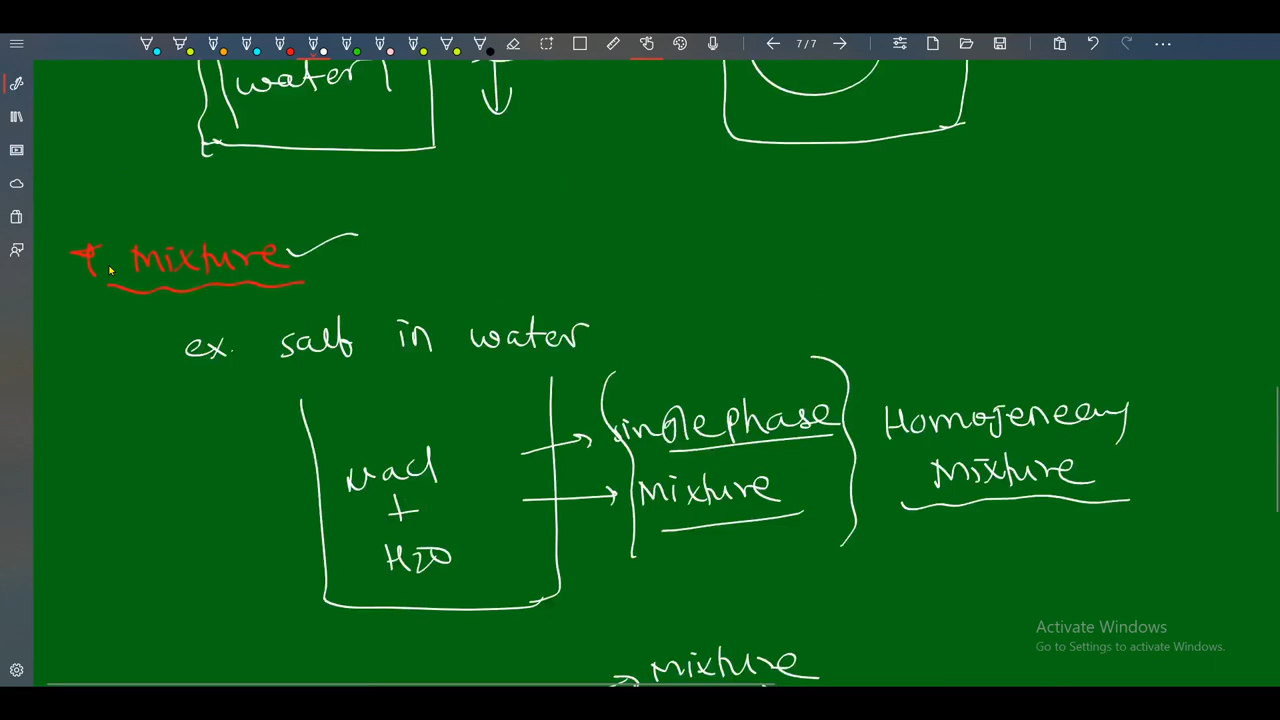 7/7
water
Mixture
ex. salt in water
single phase
Mixture
Homojeneous
Mixture
Nacl
+
H2O
Activate Windows
Go to Settings to activate Windows.
mixture